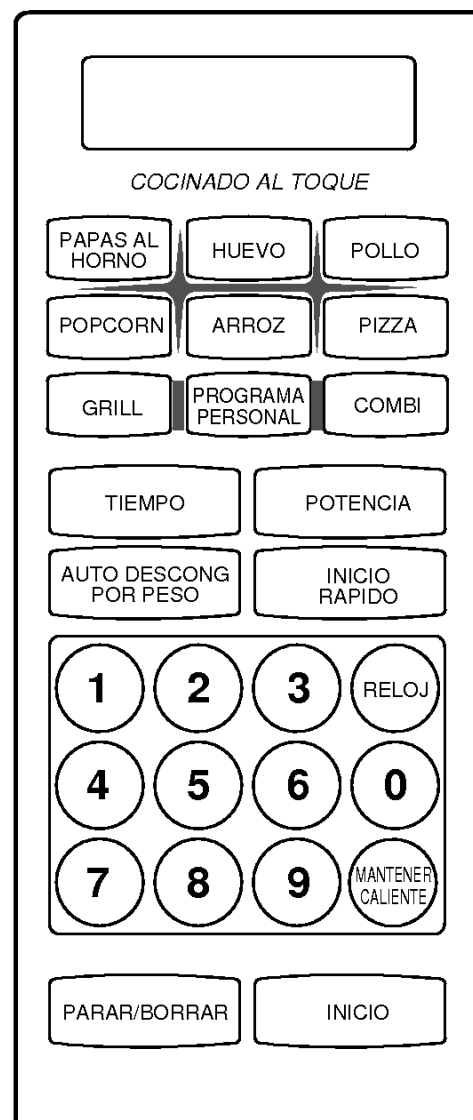 COCINADO AL TOQUE
PAPAS AL
HORNO
HUEVO
POLLO
POPCORN
ARROZ
PIZZA
GRILL
PROGRAMA
PERSONAL
COMBI
TIEMPO
POTENCIA
AUTO DESCONG
POR PESO
INICIO
RAPIDO
1
2
3
RELOJ
4
5
6
0
7
8
9
MANTENER
CALIENTE
PARAR/BORRAR
INICIO